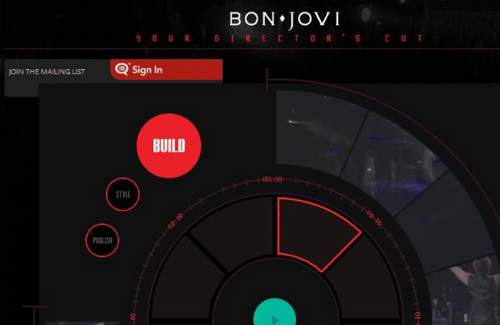 BON♦JOVI
YOUR DIRECTOR'S CUT
JOIN THE MAILING LIST
Sign In
BUILD
STYLE
PUBLISH
00:00